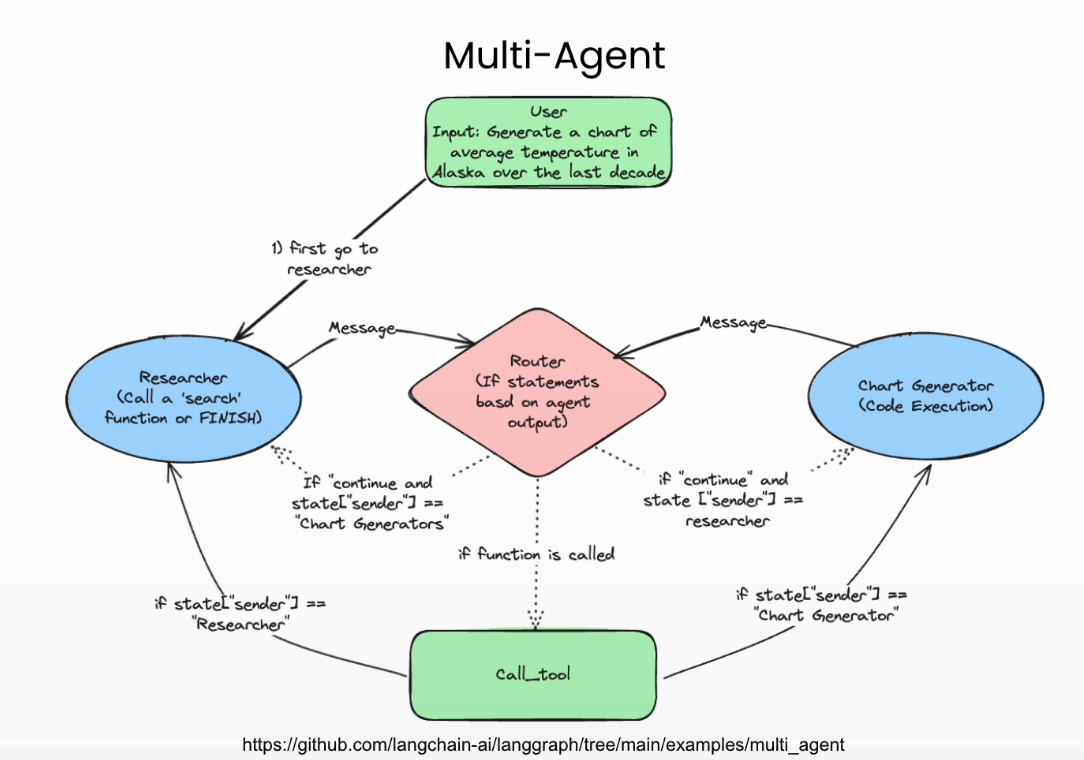 Multi-Agent
User
Input: Generate a chart of
average temperature in
Alaska over the last decade
1) first go to
researcher
Message
Message
Researcher
(Call a 'search'
function or FINISH)
Router
(If statements
basd on agent
output)
Chart Generator
(Code Execution)
If "continue and
state["sender"] ==
"Chart Generators"
if "continue" and
state ["sender"] ==
researcher
if function is called
if state["sender"] ==
"Researcher"
if state["sender"] ==
"Chart Generator"
Call_tool
https://github.com/langchain-ai/langgraph/tree/main/examples/multi_agent